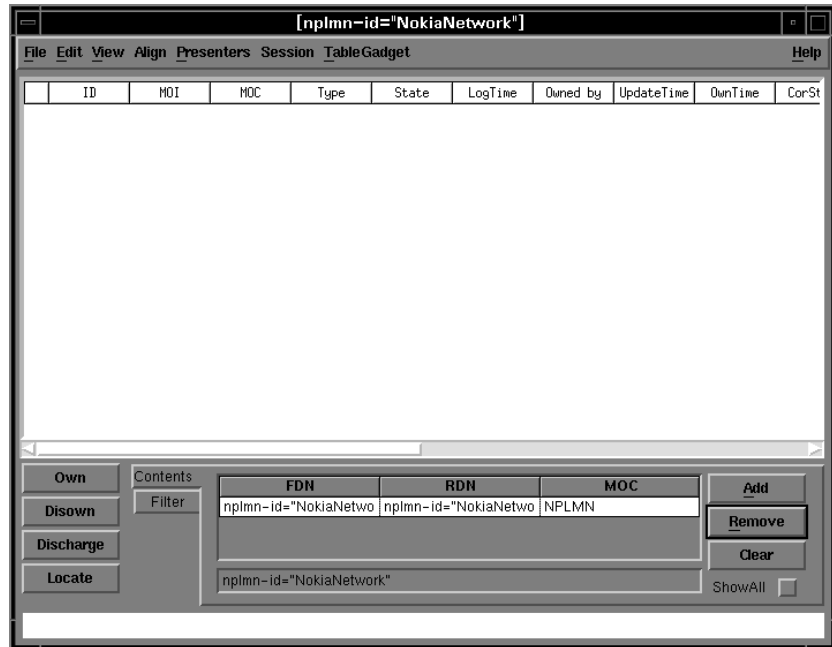 [nplmn-id="NokiaNetwork"]
File Edit View Align Presenters Session TableGadget Help
ID MOI MOC Type State LogTime Owned by UpdateTime OwnTime CorSt
Own
Disown
Discharge
Locate
Contents
Filter
FDN RDN MOC
nplmn-id="NokiaNetwo nplmn-id="NokiaNetwo NPLMN
nplmn-id="NokiaNetwork"
Add
Remove
Clear
ShowAll